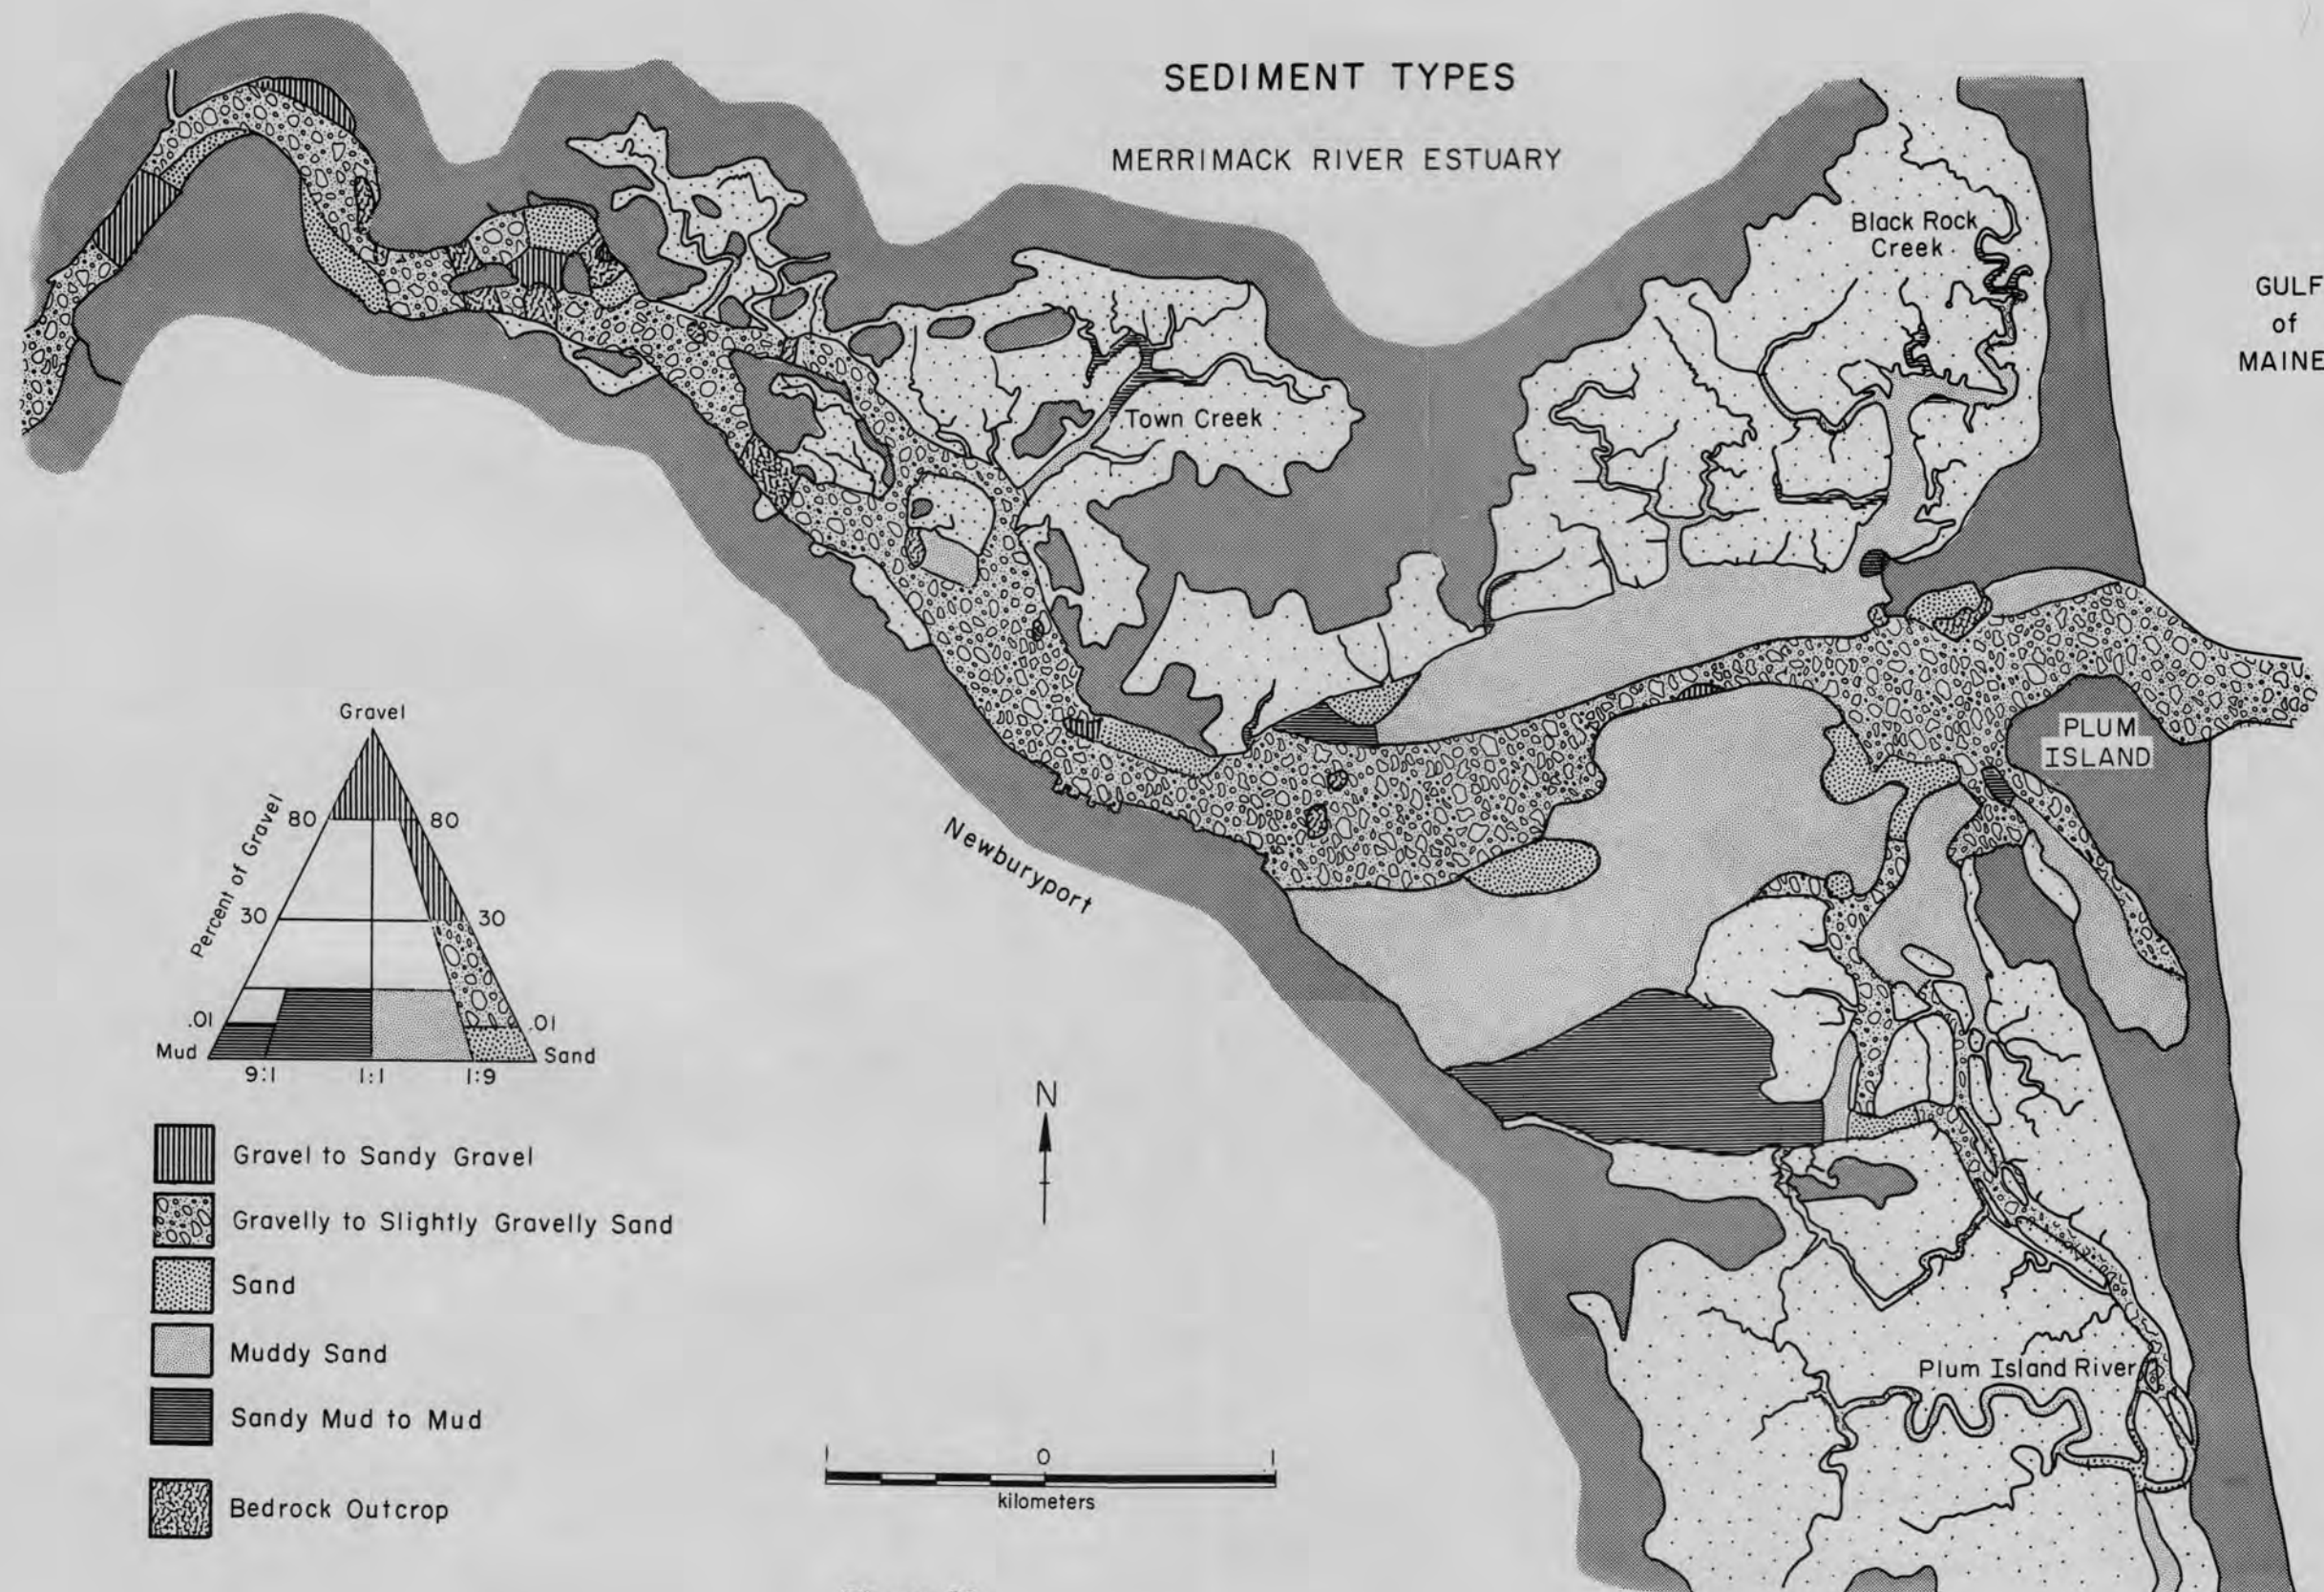 SEDIMENT TYPES
MERRIMACK RIVER ESTUARY
Black Rock
Creek
GULF
of
MAINE
Town Creek
PLUM
ISLAND
Newburyport
Gravel
Percent of Gravel
80
80
30
30
.01
.01
Mud
Sand
9:1
1:1
1:9
N
Gravel to Sandy Gravel
Gravelly to Slightly Gravelly Sand
Sand
Muddy Sand
Sandy Mud to Mud
Bedrock Outcrop
Plum Island River
1
0
1
kilometers